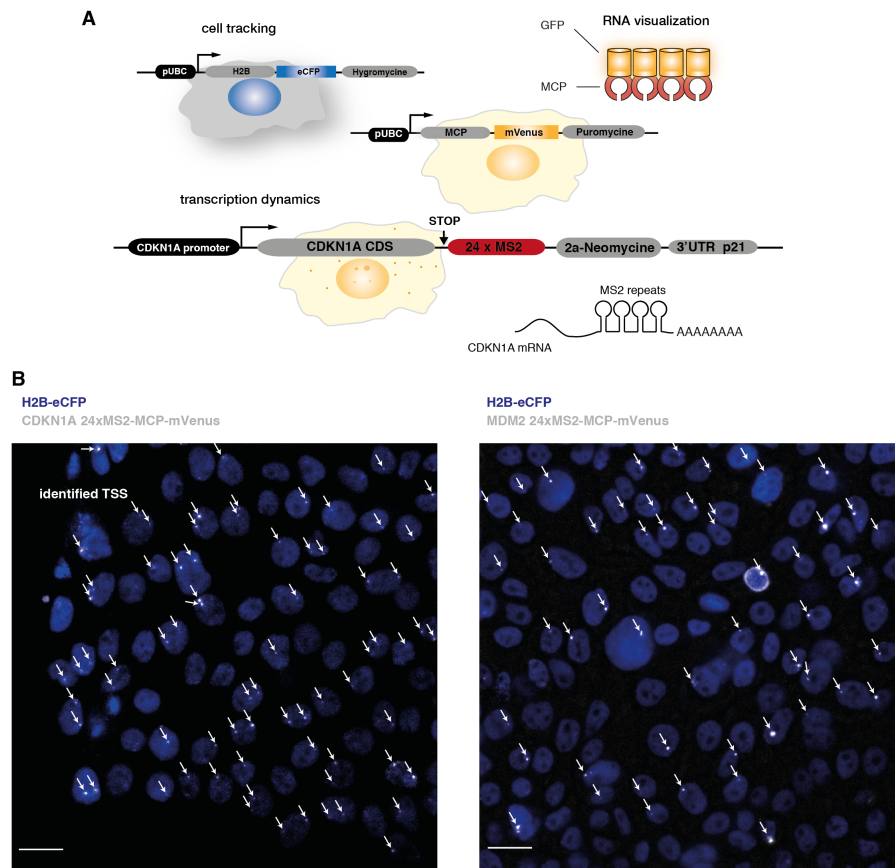 A
cell tracking
pUBC
H2B
eCFP
Hygromycine
RNA visualization
GFP
MCP
pUBC
MCP
mVenus
Puromycine
transcription dynamics
STOP
CDKN1A promoter
CDKN1A CDS
24 x MS2
2a-Neomycine
3'UTR p21
MS2 repeats
AAAAAAAA
CDKN1A mRNA
B
H2B-eCFP
CDKN1A 24xMS2-MCP-mVenus
H2B-eCFP
MDM2 24xMS2-MCP-mVenus
identified TSS